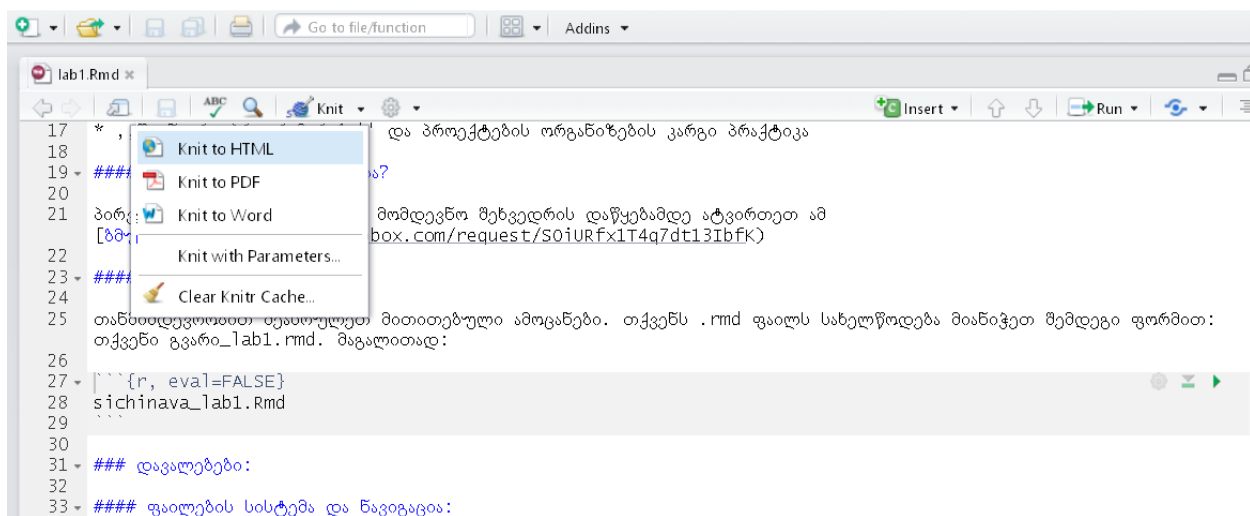 Go to file/function Addins
lab1.Rmd
ABC Knit Insert Run
17 * , და პროექტების ორგანიზების კარგი პრაქტიკა
Knit to HTML
18
19 ####
Knit to PDF
20
21 მომდევნო შეხვედრის დაწყებამდე ატვირთეთ ამ
Knit to Word
box.com/request/SOiURfx1T4q7dt13IbfK)
22
Knit with Parameters...
23 ####
24
Clear Knitr Cache...
25 მითითებული ამოცანები. თქვენს .rmd ფაილს სახელწოდება მიანიჭეთ შემდეგი ფორმით:
თქვენი გვარი_lab1.rmd. მაგალითად:
26
27 ```{r, eval=FALSE}
28 sichinava_lab1.Rmd
29 ```
30
31 ### დავალებები:
32
33 #### ფაილების სისტემა და ნავიგაცია: